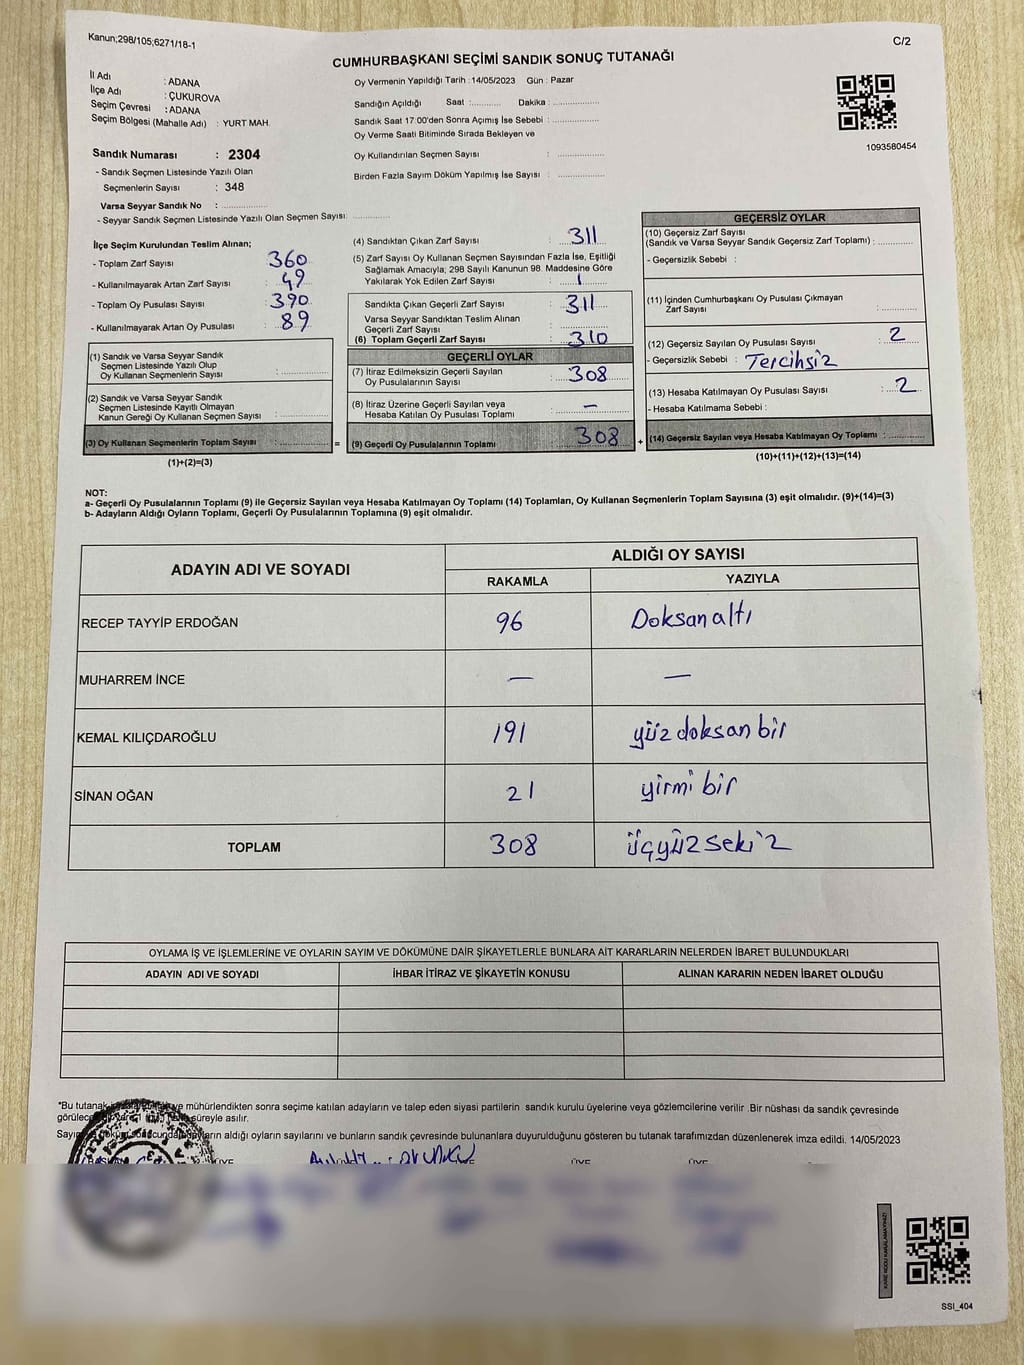 Kanun;298/105;6271/18-1
C/2
CUMHURBAŞKANI SEÇİMİ SANDIK SONUÇ TUTANAĞI
İl Adı : ADANA
İlçe Adı : ÇUKUROVA
Seçim Çevresi : ADANA
Seçim Bölgesi (Mahalle Adı) : YURT MAH.
Sandık Numarası : 2304
- Sandık Seçmen Listesinde Yazılı Olan
Seçmenlerin Sayısı : 348
Varsa Seyyar Sandık No : ............
- Seyyar Sandık Seçmen Listesinde Yazılı Olan Seçmen Sayısı: ............
Oy Vermenin Yapıldığı Tarih : 14/05/2023 Gün : Pazar
Sandığın Açıldığı Saat :........... Dakika : ................
Sandık Saat 17:00'den Sonra Açımış İse Sebebi : ................
Oy Verme Saati Bitiminde Sırada Bekleyen ve
Oy Kullandırılan Seçmen Sayısı : ................
Birden Fazla Sayım Döküm Yapılmış İse Sayısı : ................
1093580454
İlçe Seçim Kurulundan Teslim Alınan;
- Toplam Zarf Sayısı : 360
- Kullanılmayarak Artan Zarf Sayısı : 49
- Toplam Oy Pusulası Sayısı : 390
- Kullanılmayarak Artan Oy Pusulası : 89
(1) Sandık ve Varsa Seyyar Sandık
Seçmen Listesinde Yazılı Olup
Oy Kullanan Seçmenlerin Sayısı : ............
(2) Sandık ve Varsa Seyyar Sandık
Seçmen Listesinde Kayıtlı Olmayan
Kanun Gereği Oy Kullanan Seçmen Sayısı : ............
(3) Oy Kullanan Seçmenlerin Toplam Sayısı : ............
(1)+(2)=(3)
(4) Sandıktan Çıkan Zarf Sayısı : 311
(5) Zarf Sayısı Oy Kullanan Seçmen Sayısından Fazla İse, Eşitliği
Sağlamak Amacıyla; 298 Sayılı Kanunun 98. Maddesine Göre
Yakılarak Yok Edilen Zarf Sayısı : 1
Sandıkta Çıkan Geçerli Zarf Sayısı : 311
Varsa Seyyar Sandıktan Teslim Alınan
Geçerli Zarf Sayısı : ............
(6) Toplam Geçerli Zarf Sayısı : 310
GEÇERLİ OYLAR
(7) İtiraz Edilmeksizin Geçerli Sayılan
Oy Pusulalarının Sayısı : 308
(8) İtiraz Üzerine Geçerli Sayılan veya
Hesaba Katılan Oy Pusulası Toplamı : —
= (9) Geçerli Oy Pusulalarının Toplamı : 308 +
GEÇERSİZ OYLAR
(10) Geçersiz Zarf Sayısı
(Sandık ve Varsa Seyyar Sandık Geçersiz Zarf Toplamı) : ............
- Geçersizlik Sebebi :
(11) İçinden Cumhurbaşkanı Oy Pusulası Çıkmayan
Zarf Sayısı : ............
(12) Geçersiz Sayılan Oy Pusulası Sayısı : 2
- Geçersizlik Sebebi : Tercihsiz
(13) Hesaba Katılmayan Oy Pusulası Sayısı : 2
- Hesaba Katılmama Sebebi :
(14) Geçersiz Sayılan veya Hesaba Katılmayan Oy Toplamı : ............
(10)+(11)+(12)+(13)=(14)
NOT:
a- Geçerli Oy Pusulalarının Toplamı (9) ile Geçersiz Sayılan veya Hesaba Katılmayan Oy Toplamı (14) Toplamları, Oy Kullanan Seçmenlerin Toplam Sayısına (3) eşit olmalıdır. (9)+(14)=(3)
b- Adayların Aldığı Oyların Toplamı, Geçerli Oy Pusulalarının Toplamına (9) eşit olmalıdır.
ADAYIN ADI VE SOYADI
ALDIĞI OY SAYISI
RAKAMLA YAZIYLA
RECEP TAYYİP ERDOĞAN 96 Doksanaltı
MUHARREM İNCE — —
KEMAL KILIÇDAROĞLU 191 yüzdoksanbir
SİNAN OĞAN 21 yirmi bir
TOPLAM 308 üçyüzsekiz
OYLAMA İŞ VE İŞLEMLERİNE VE OYLARIN SAYIM VE DÖKÜMÜNE DAİR ŞİKAYETLERLE BUNLARA AİT KARARLARIN NELERDEN İBARET BULUNDUKLARI
ADAYIN ADI VE SOYADI İHBAR İTİRAZ VE ŞİKAYETİN KONUSU ALINAN KARARIN NEDEN İBARET OLDUĞU
*Bu tutanak ve mühürlendikten sonra seçime katılan adayların ve talep eden siyasi partilerin sandık kurulu üyelerine veya gözlemcilerine verilir .Bir nüshası da sandık çevresinde
süreyle asılır.
aldığı oyların sayılarını ve bunların sandık çevresinde bulunanlara duyurulduğunu gösteren bu tutanak tarafımızdan düzenlenerek imza edildi. 14/05/2023
BAŞKAN ÜYE ÜYE ÜYE
KARE KODU KARALAMAYINIZ!
SSİ_404